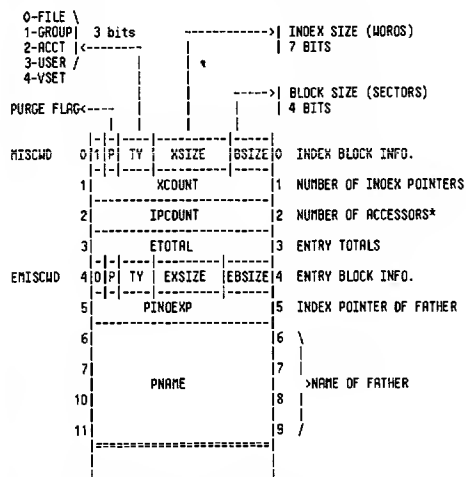 0-FILE \
1-GROUP| 3 bits ----------->| INDEX SIZE (WORDS)
2-ACCT |<------- | 7 BITS
3-USER /
4-VSET
----->| BLOCK SIZE (SECTORS)
| 4 BITS
PURGE FLAG<---
MISCWD 0|1|P| TY | XSIZE |BSIZE|0 INDEX BLOCK INFO.
1| XCOUNT |1 NUMBER OF INDEX POINTERS
2| IPCOUNT |2 NUMBER OF ACCESSORS*
3| ETOTAL |3 ENTRY TOTALS
EMISCWD 4|0|P| TY | EXSIZE |EBSIZE|4 ENTRY BLOCK INFO.
5| PINDEXP |5 INDEX POINTER OF FATHER
6| |6 \
7| |7 |
PNAME | >NAME OF FATHER
10| |8 |
11| |9 /